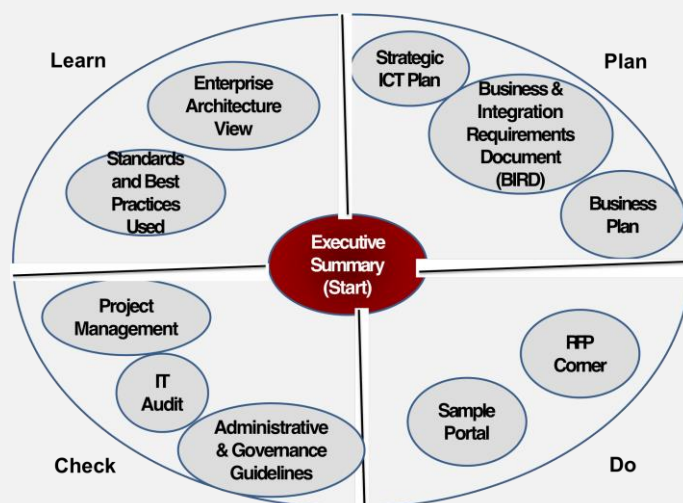 Learn
Enterprise
Architecture
View
Standards
and Best
Practices
Used
Strategic
ICT Plan
Plan
Business &
Integration
Requirements
Document
(BIRD)
Business
Plan
Executive
Summary
(Start)
Project
Management
IT
Audit
Administrative
& Governance
Guidelines
Check
RFP
Corner
Sample
Portal
Do